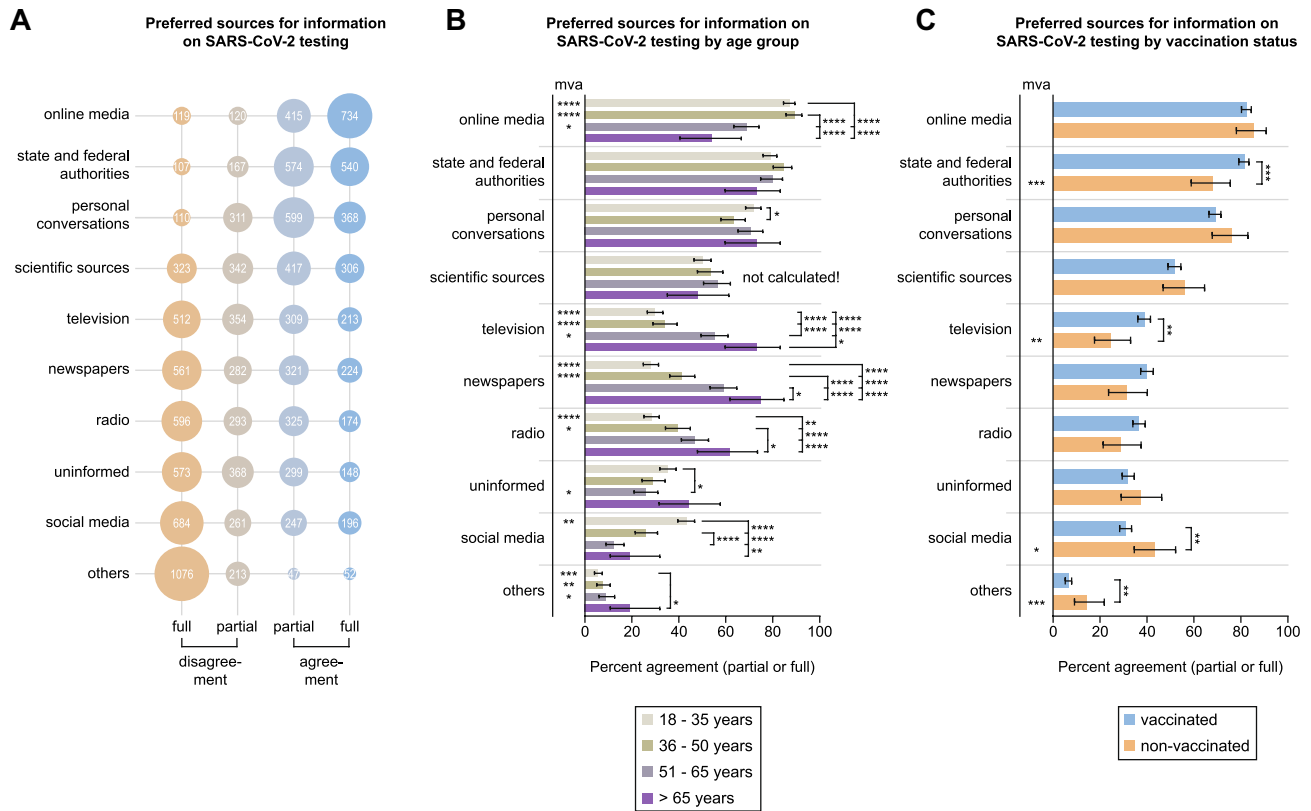 A
Preferred sources for information
on SARS-CoV-2 testing
online media
119 120 415 734
state and federal
authorities
107 167 574 540
personal
conversations
110 311 599 368
scientific sources
323 342 417 306
television
512 354 309 213
newspapers
561 282 321 224
radio
596 293 325 174
uninformed
573 368 299 148
social media
684 261 247 196
others
1076 213 47 52
full partial partial full
disagree-
ment
agree-
ment
B
Preferred sources for information on
SARS-CoV-2 testing by age group
mva
online media
****
****
*
****
****
****
****
state and federal
authorities
personal
conversations
*
scientific sources
not calculated!
television
****
****
*
****
****
****
****
*
newspapers
****
****
*
****
****
****
****
****
radio
****
*
*
**
****
****
uninformed
*
*
social media
**
****
****
****
**
others
***
**
*
*
0 20 40 60 80 100
Percent agreement (partial or full)
18 - 35 years
36 - 50 years
51 - 65 years
> 65 years
C
Preferred sources for information on
SARS-CoV-2 testing by vaccination status
mva
online media
state and federal
authorities
***
***
personal
conversations
scientific sources
television
**
**
newspapers
radio
uninformed
social media
*
**
others
***
**
0 20 40 60 80 100
Percent agreement (partial or full)
vaccinated
non-vaccinated